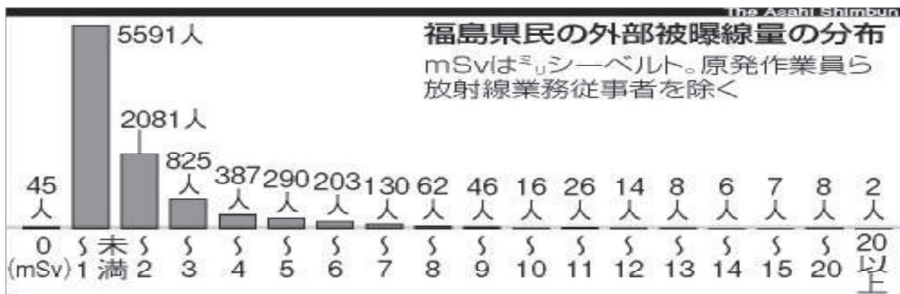 The Asahi Shimbun
福島県民の外部被曝線量の分布
mSvはミリシーベルト。原発作業員ら
放射線業務従事者を除く
5591人
2081人
825人
387人
290人
203人
130人
62人
46人
16人
26人
14人
8人
6人
7人
8人
2人
45人
0 〜1未満 〜2 〜3 〜4 〜5 〜6 〜7 〜8 〜9 〜10 〜11 〜12 〜13 〜14 〜15 〜20 20以上
(mSv)